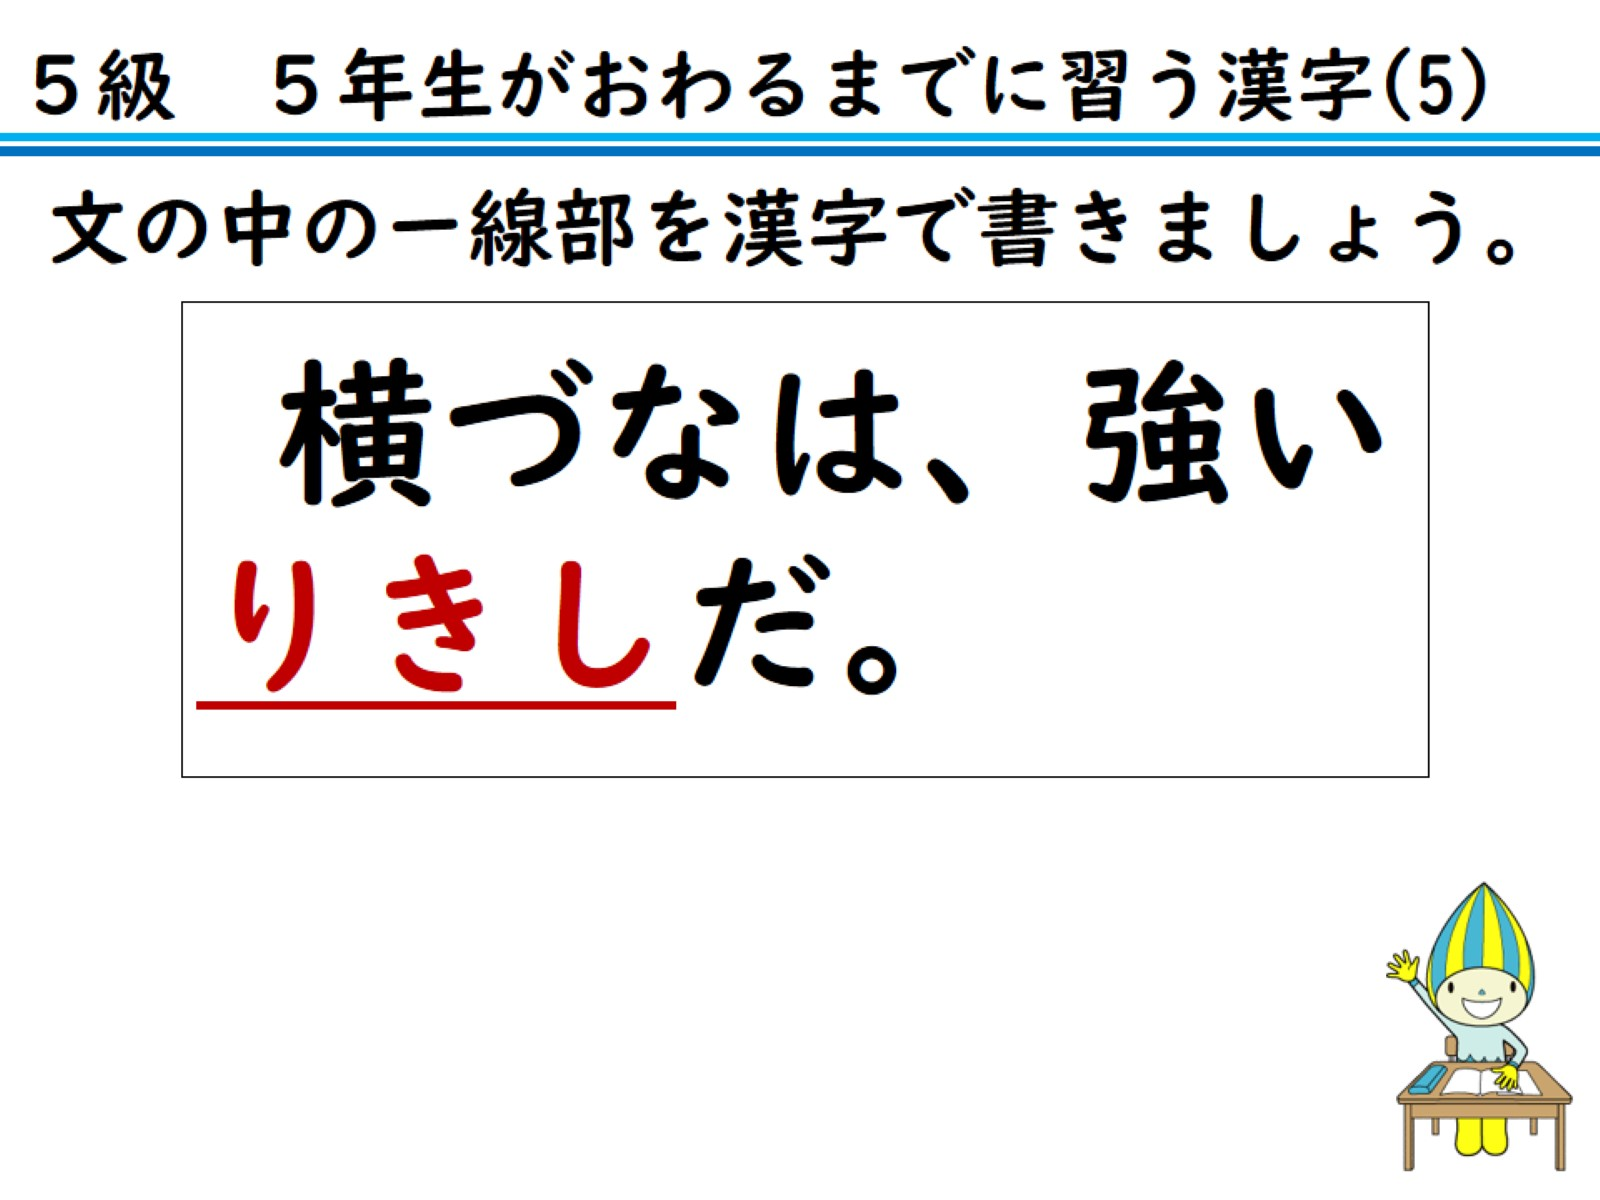 ５級　５年生がおわるまでに習う漢字(5)
文の中の―線部を漢字で書きましょう。
横づなは、強い
りきしだ。